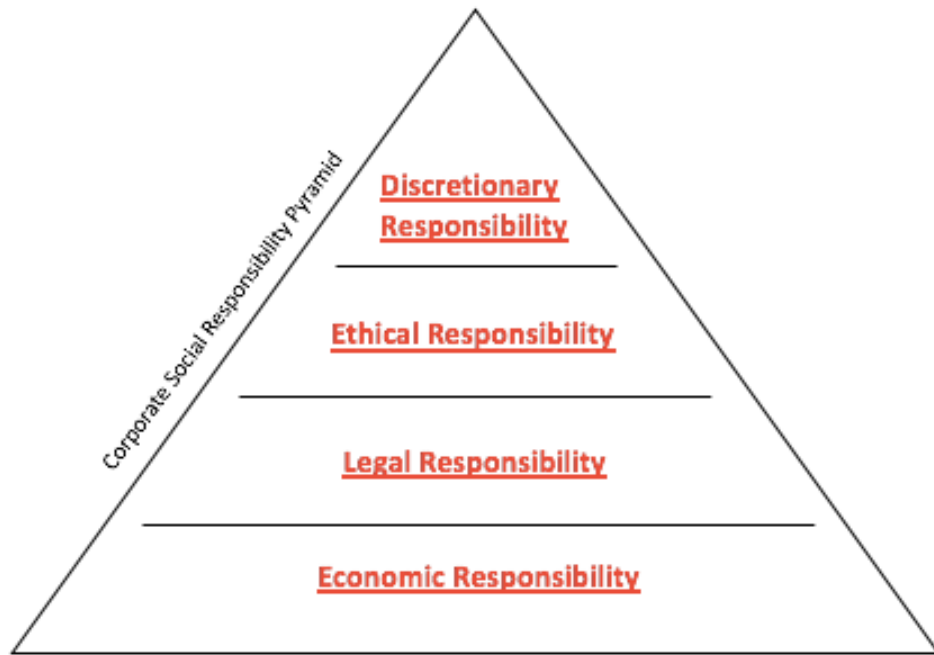 Corporate Social Responsibility Pyramid
Discretionary
Responsibility
Ethical Responsibility
Legal Responsibility
Economic Responsibility